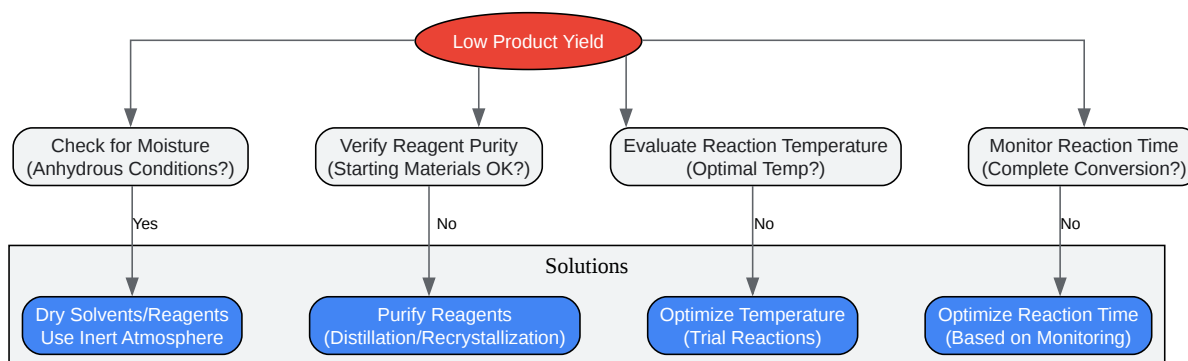 Low Product Yield
Check for Moisture
(Anhydrous Conditions?)
Verify Reagent Purity
(Starting Materials OK?)
Evaluate Reaction Temperature
(Optimal Temp?)
Monitor Reaction Time
(Complete Conversion?)
Yes
No
No
No
Solutions
Dry Solvents/Reagents
Use Inert Atmosphere
Purify Reagents
(Distillation/Recrystallization)
Optimize Temperature
(Trial Reactions)
Optimize Reaction Time
(Based on Monitoring)